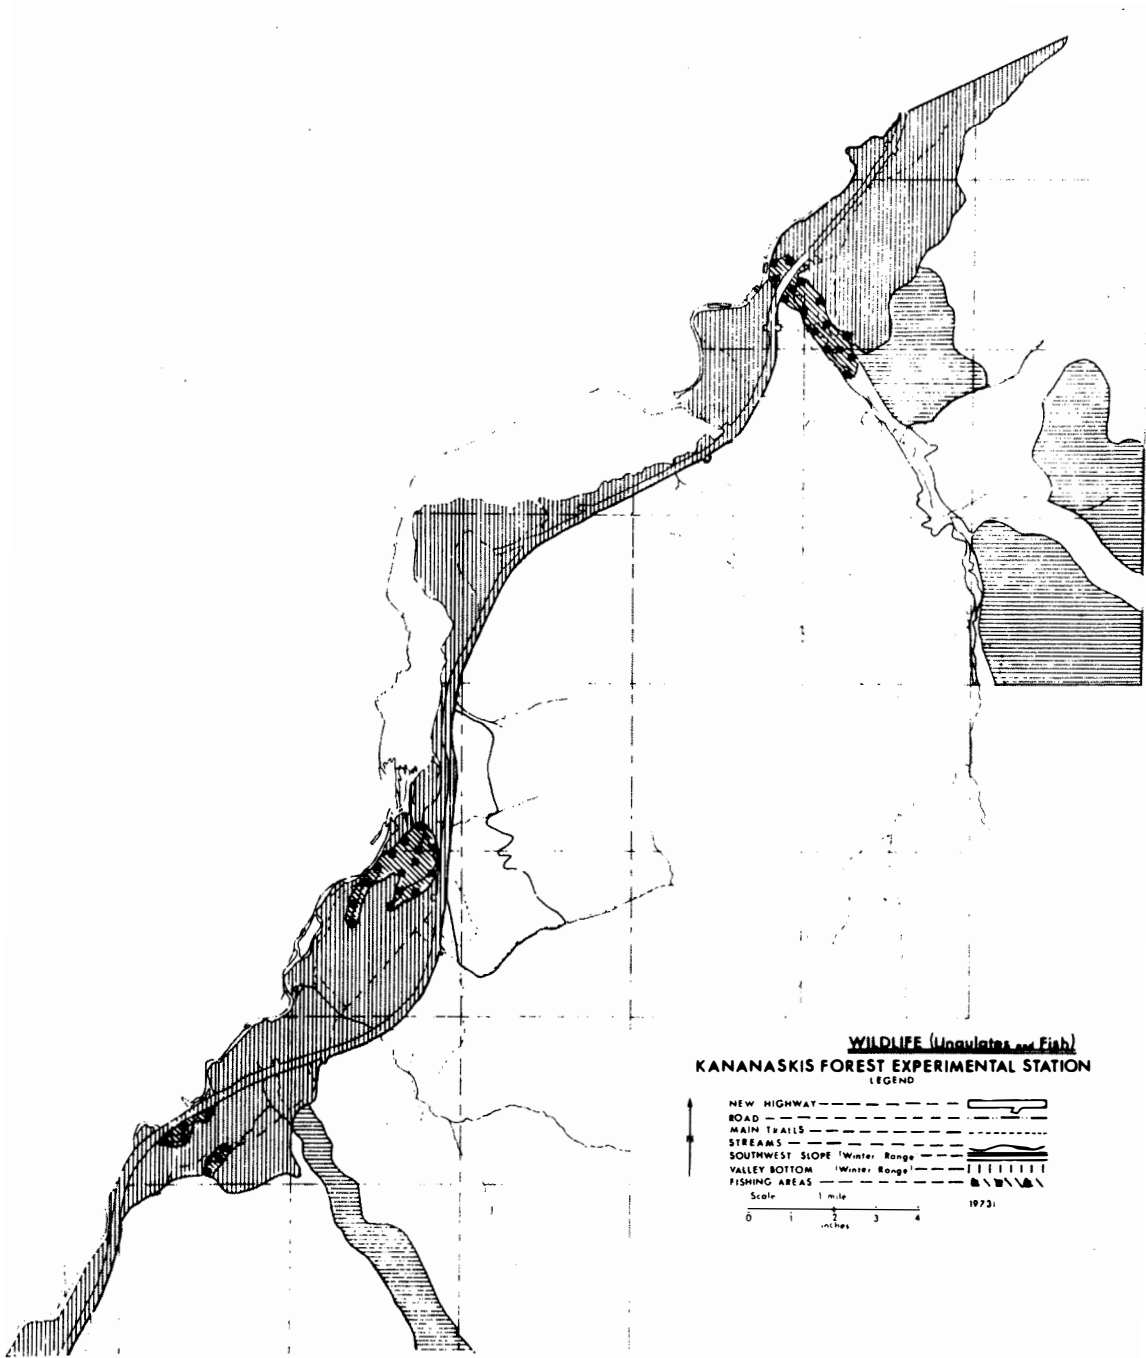 WILDLIFE (Ungulates and Fish)
KANANASKIS FOREST EXPERIMENTAL STATION
LEGEND
NEW HIGHWAY
ROAD
MAIN TRAILS
STREAMS
SOUTHWEST SLOPE (Winter Range
VALLEY BOTTOM (Winter Range)
FISHING AREAS
Scale 1 mile
0 1 2 3 4
inches
1973